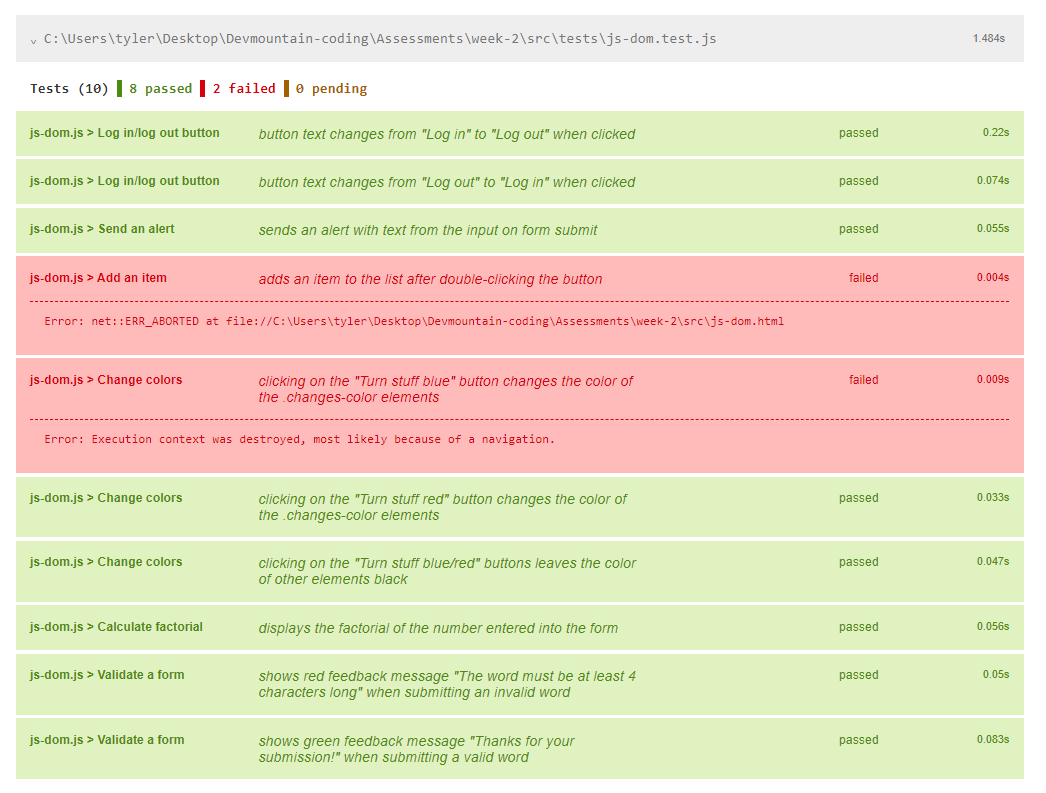 ⌄ C:\Users\tyler\Desktop\Devmountain-coding\Assessments\week-2\src\tests\js-dom.test.js 1.484s
Tests (10) 8 passed 2 failed 0 pending
js-dom.js > Log in/log out button button text changes from "Log in" to "Log out" when clicked passed 0.22s
js-dom.js > Log in/log out button button text changes from "Log out" to "Log in" when clicked passed 0.074s
js-dom.js > Send an alert sends an alert with text from the input on form submit passed 0.055s
js-dom.js > Add an item adds an item to the list after double-clicking the button failed 0.004s
Error: net::ERR_ABORTED at file://C:\Users\tyler\Desktop\Devmountain-coding\Assessments\week-2\src\js-dom.html
js-dom.js > Change colors clicking on the "Turn stuff blue" button changes the color of failed 0.009s
the .changes-color elements
Error: Execution context was destroyed, most likely because of a navigation.
js-dom.js > Change colors clicking on the "Turn stuff red" button changes the color of passed 0.033s
the .changes-color elements
js-dom.js > Change colors clicking on the "Turn stuff blue/red" buttons leaves the color passed 0.047s
of other elements black
js-dom.js > Calculate factorial displays the factorial of the number entered into the form passed 0.056s
js-dom.js > Validate a form shows red feedback message "The word must be at least 4 passed 0.05s
characters long" when submitting an invalid word
js-dom.js > Validate a form shows green feedback message "Thanks for your passed 0.083s
submission!" when submitting a valid word